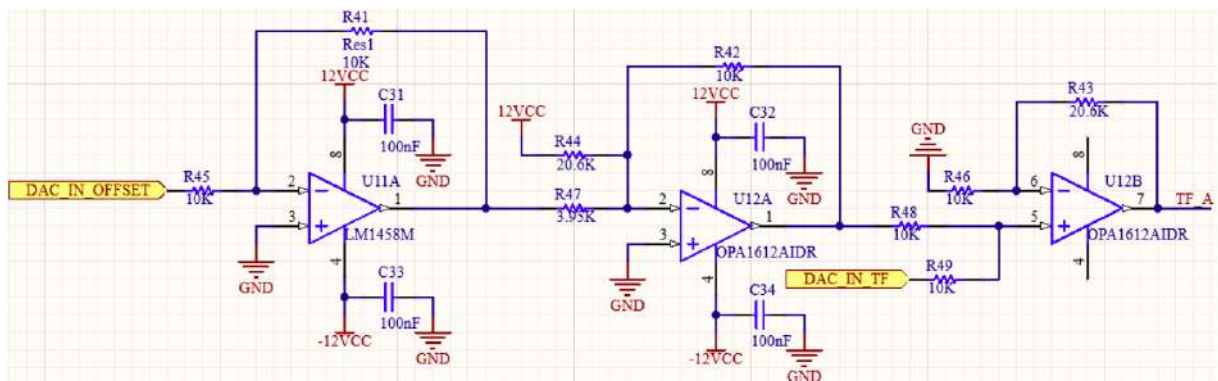 R41
Res1
10K
12VCC
C31
100nF
GND
8
DAC_IN_OFFSET
R45
10K
2
3
U11A
1
LM1458M
GND
4
C33
100nF
GND
-12VCC
12VCC
R44
20.6K
R47
3.93K
R42
10K
12VCC
C32
100nF
GND
8
2
3
U12A
1
OPA1612AIDR
GND
4
C34
100nF
GND
-12VCC
R48
10K
DAC_IN_TF
R49
10K
GND
R46
10K
R43
20.6K
8
6
5
U12B
7
TF_A
OPA1612AIDR
4